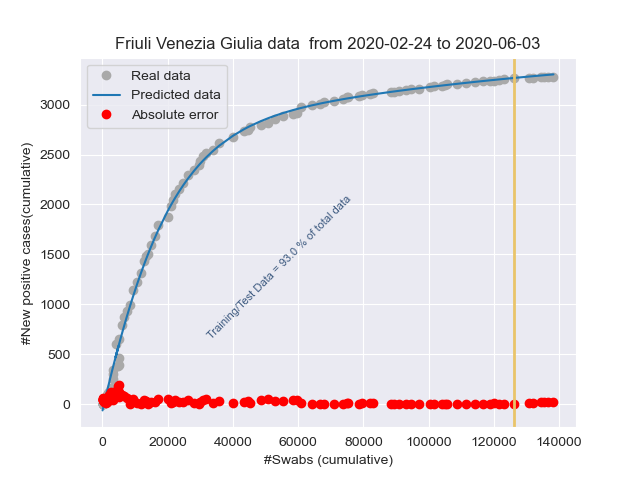 Friuli Venezia Giulia data  from 2020-02-24 to 2020-06-03
Real data
Predicted data
Absolute error
#New positive cases(cumulative)
3000
2500
2000
1500
1000
500
0
Training/Test Data = 93.0 % of total data
0
20000
40000
60000
80000
100000
120000
140000
#Swabs (cumulative)